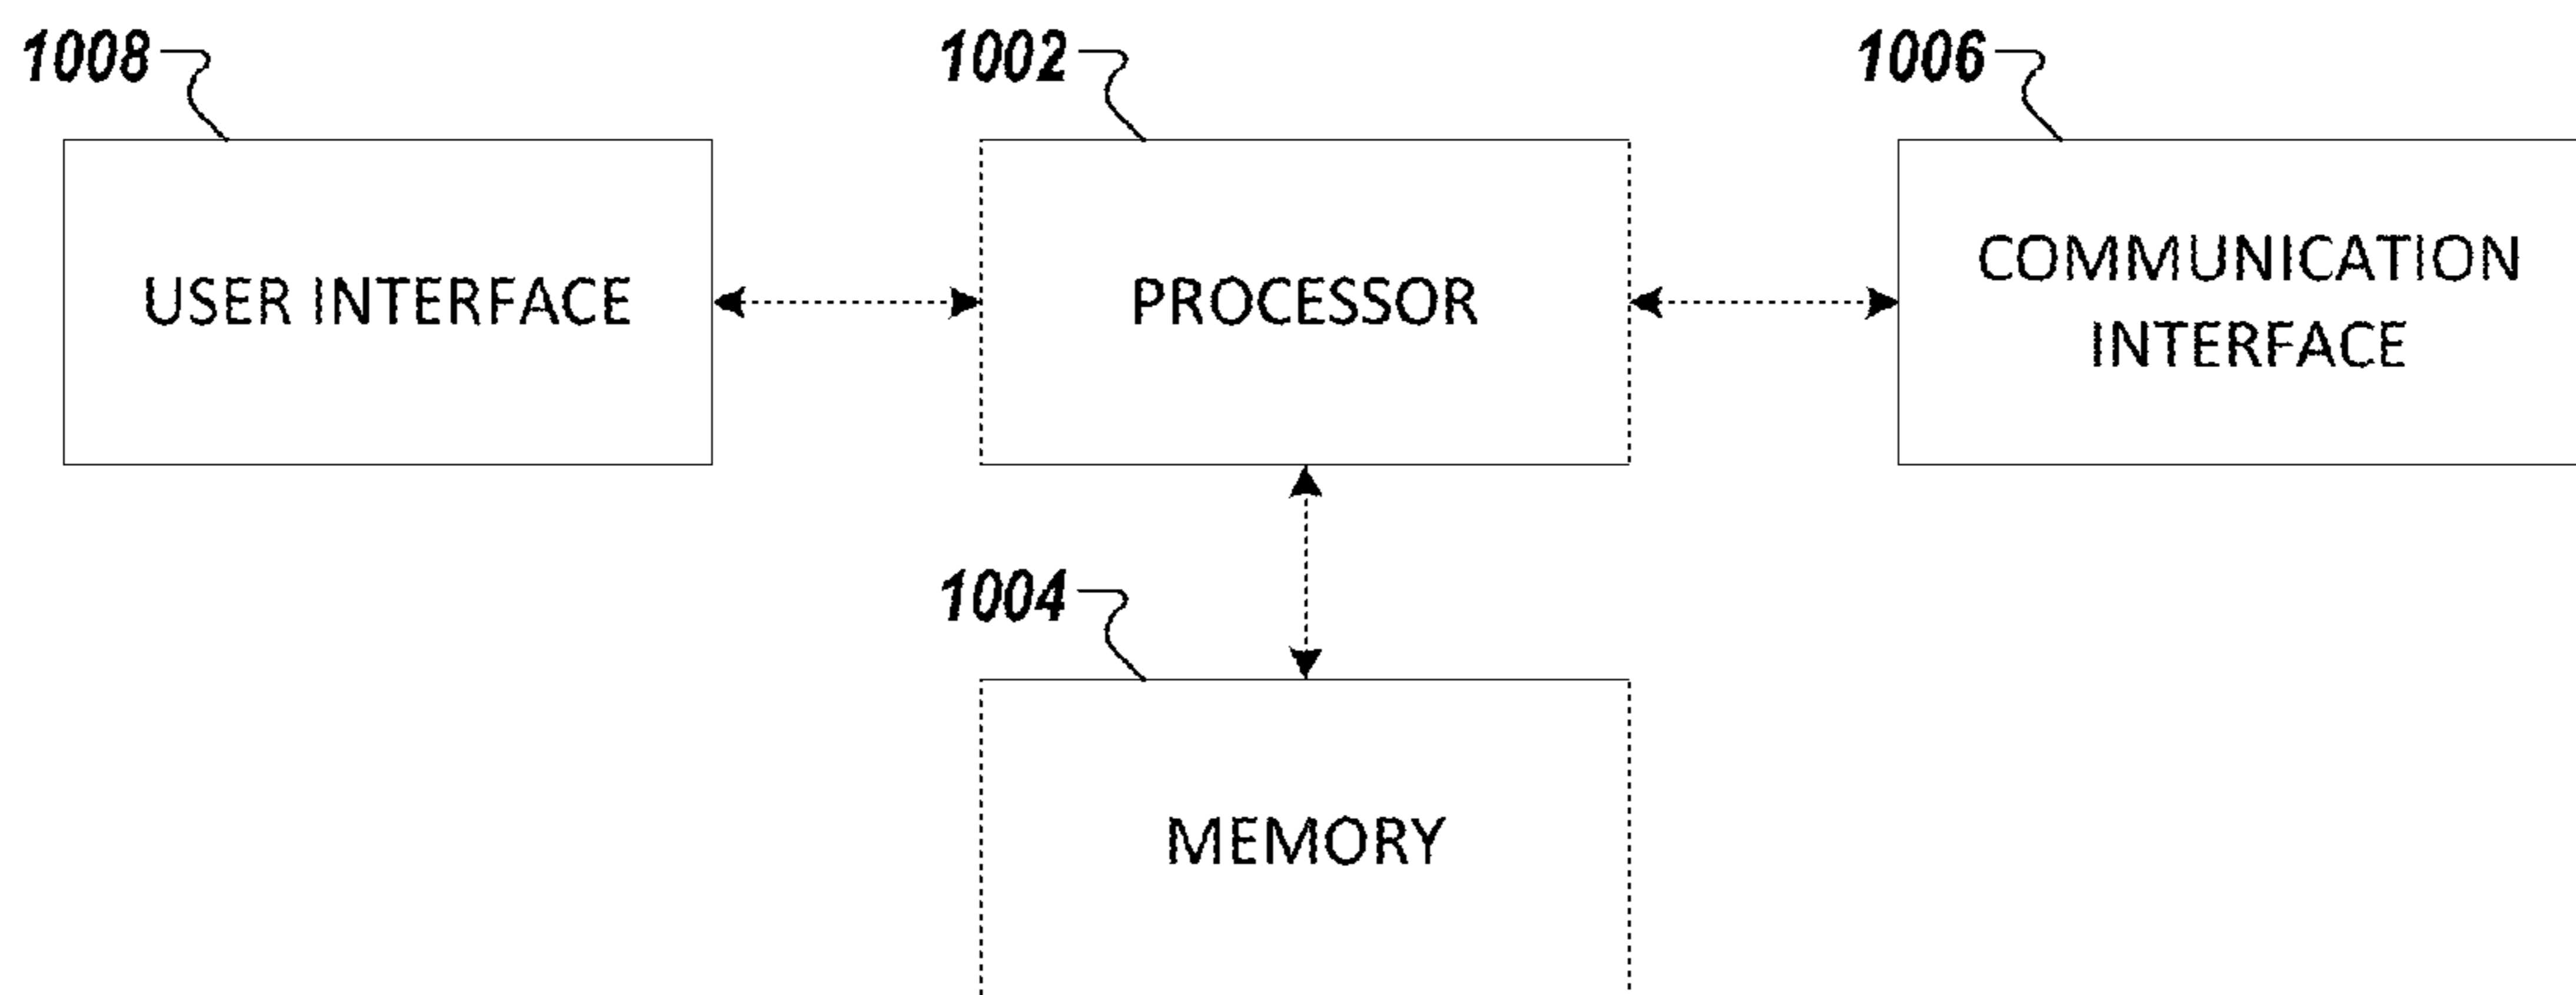 1008
1002
1006
USER INTERFACE
PROCESSOR
COMMUNICATION
INTERFACE
1004
MEMORY